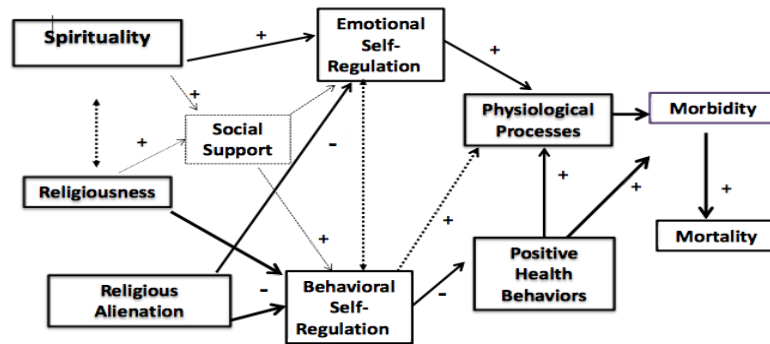 Spirituality
+
Emotional
Self-
Regulation
+
+
Social
Support
+
-
Physiological
Processes
Morbidity
Religiousness
+
+
+
+
+
Mortality
Religious
Alienation
-
Behavioral
Self-
Regulation
-
Positive
Health
Behaviors